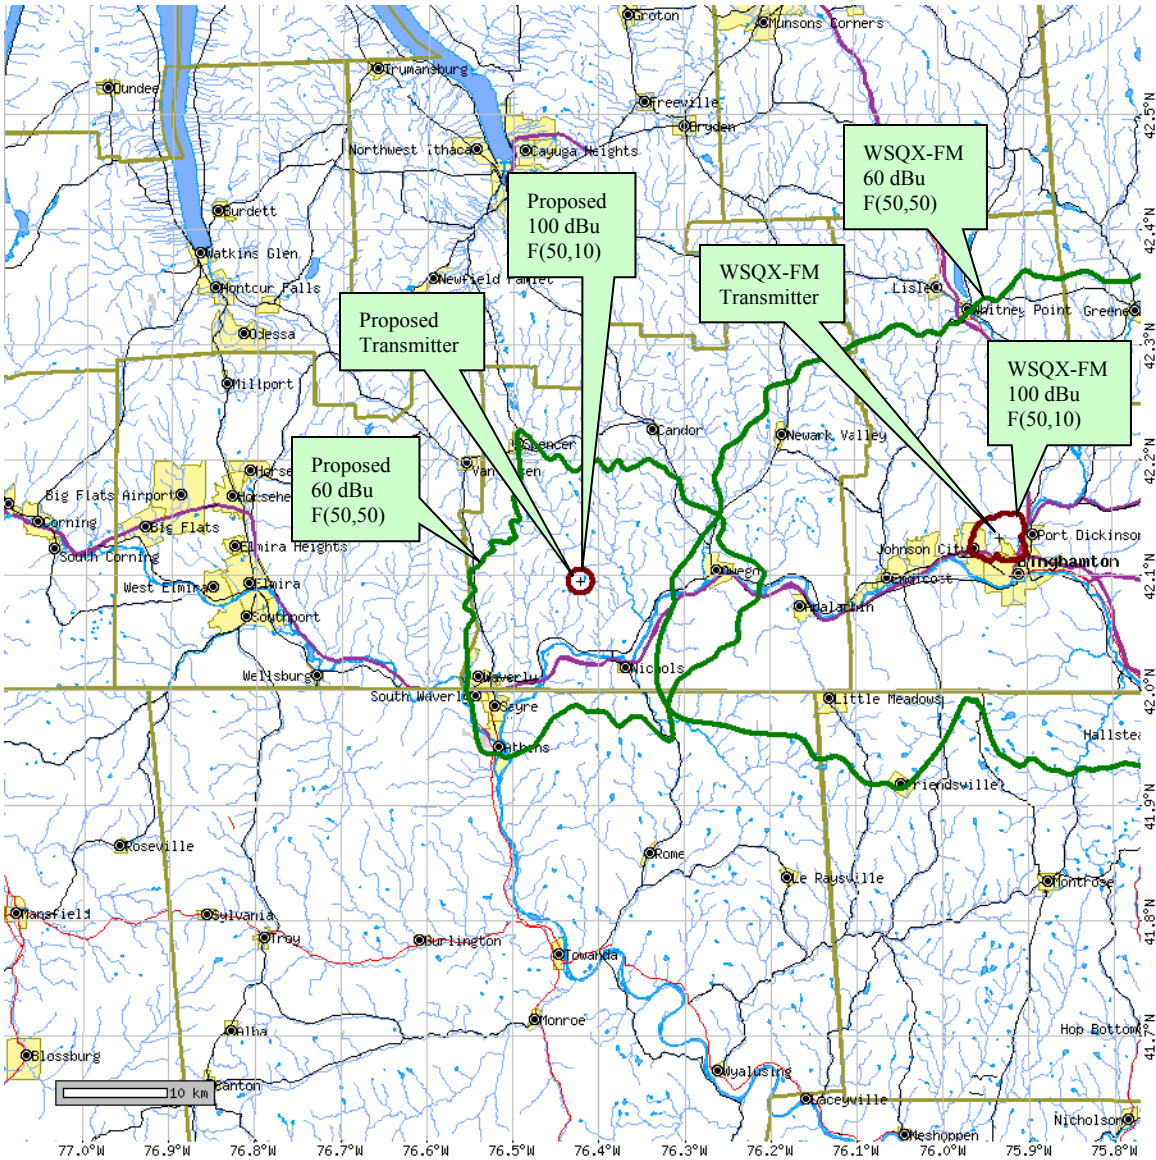 Groton
Munsons Corners
Trumansburg
Dundee
Freeville
Dryden
42.5°N
Northwest Ithaca
Cayuga Heights
WSQX-FM
60 dBu
F(50,50)
Proposed
100 dBu
F(50,10)
Burdett
42.4°N
Watkins Glen
WSQX-FM
Transmitter
Newfield Hamlet
Montour Falls
Lisle
Proposed
Transmitter
Whitney Point
Greene
Odessa
42.3°N
WSQX-FM
100 dBu
F(50,10)
Millport
Candor
Newark Valley
Spencer
42.2°N
Proposed
60 dBu
F(50,50)
Van
en
Horse
Big Flats Airport
Horsehe
Corning
Big Flats
Port Dickinson
South Corning
Elmira Heights
Johnson City
inghamton
42.1°N
Owego
Endicott
West Elmira
Elmira
Apalachin
Southport
Nichols
Wellsburg
Waverly
South Waverly
42.0°N
Sayre
Little Meadows
Hallstea
Athins
Friendsville
41.9°N
Roseville
Rome
Le Raysville
Montrose
Mansfield
Sylvania
41.8°N
Troy
Burlington
Towanda
Monroe
Alba
Hop Bottom
41.7°N
Blossburg
Wyalusing
Canton
10 km
Laceyville
Nicholson
Meshoppen
77.0°W
76.9°W
76.8°W
76.7°W
76.6°W
76.5°W
76.4°W
76.3°W
76.2°W
76.1°W
76.0°W
75.9°W
75.8°W